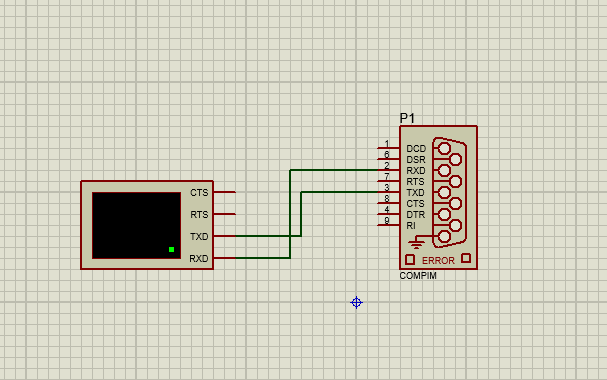 P1
1 DCD
6 DSR
2 RXD
7 RTS
3 TXD
8 CTS
4 DTR
9 RI
ERROR
COMPIM
CTS
RTS
TXD
RXD